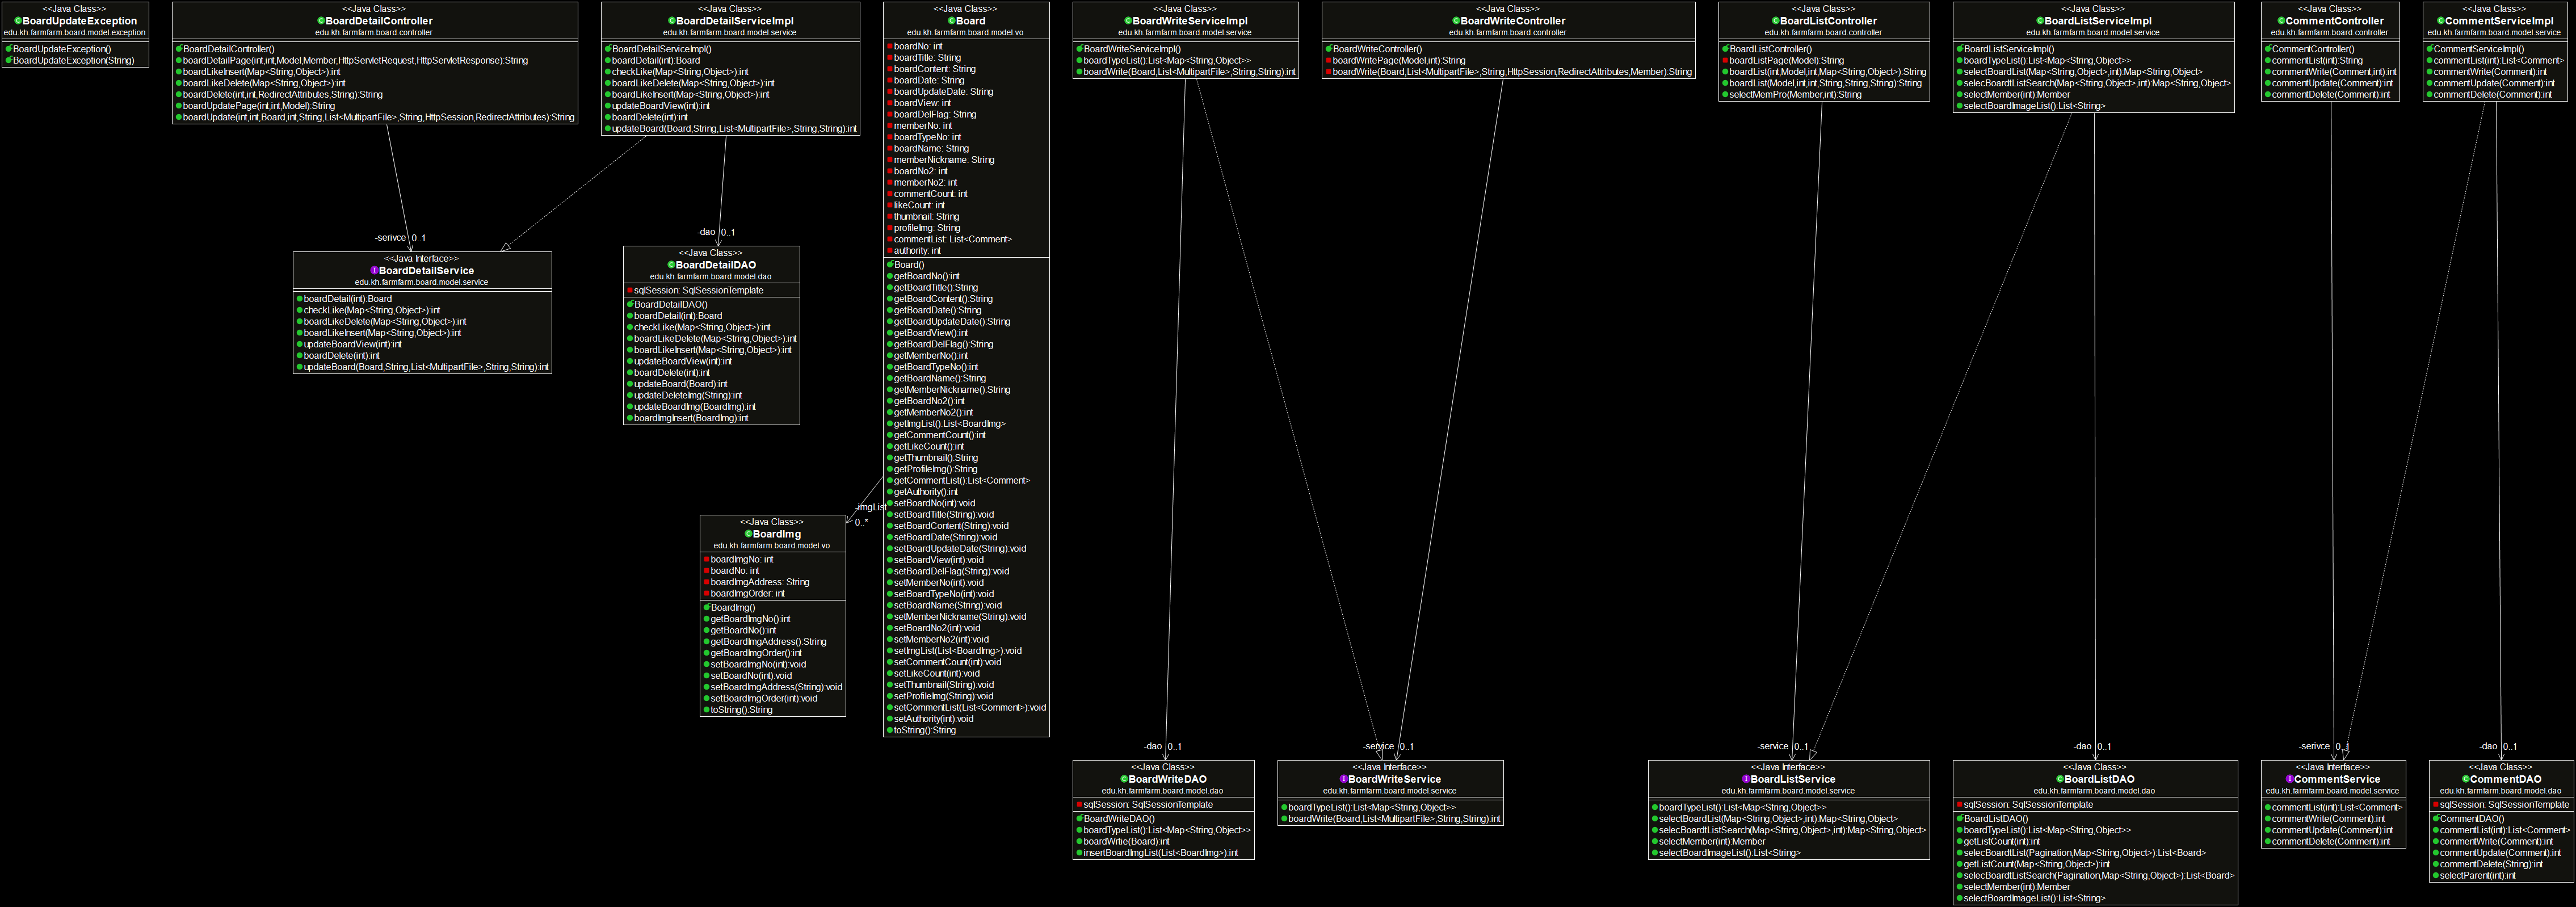 <<Java Class>>
BoardUpdateException
edu.kh.farmfarm.board.model.exception
BoardUpdateException()
BoardUpdateException(String)
<<Java Class>>
BoardDetailController
edu.kh.farmfarm.board.controller
BoardDetailController()
boardDetailPage(int,int,Model,Member,HttpServletRequest,HttpServletResponse):String
boardLikeInsert(Map<String,Object>):int
boardLikeDelete(Map<String,Object>):int
boardDelete(int,int,RedirectAttributes,String):String
boardUpdatePage(int,int,Model):String
boardUpdate(int,int,Board,int,String,List<MultipartFile>,String,HttpSession,RedirectAttributes):String
<<Java Class>>
BoardDetailServiceImpl
edu.kh.farmfarm.board.model.service
BoardDetailServiceImpl()
boardDetail(int):Board
checkLike(Map<String,Object>):int
boardLikeDelete(Map<String,Object>):int
boardLikeInsert(Map<String,Object>):int
updateBoardView(int):int
boardDelete(int):int
updateBoard(Board,String,List<MultipartFile>,String,String):int
<<Java Class>>
Board
edu.kh.farmfarm.board.model.vo
boardNo: int
boardTitle: String
boardContent: String
boardDate: String
boardUpdateDate: String
boardView: int
boardDelFlag: String
memberNo: int
boardTypeNo: int
boardName: String
memberNickname: String
boardNo2: int
memberNo2: int
commentCount: int
likeCount: int
thumbnail: String
profileImg: String
commentList: List<Comment>
authority: int
Board()
getBoardNo():int
getBoardTitle():String
getBoardContent():String
getBoardDate():String
getBoardUpdateDate():String
getBoardView():int
getBoardDelFlag():String
getMemberNo():int
getBoardTypeNo():int
getBoardName():String
getMemberNickname():String
getBoardNo2():int
getMemberNo2():int
getImgList():List<BoardImg>
getCommentCount():int
getLikeCount():int
getThumbnail():String
getProfileImg():String
getCommentList():List<Comment>
getAuthority():int
setBoardNo(int):void
setBoardTitle(String):void
setBoardContent(String):void
setBoardDate(String):void
setBoardUpdateDate(String):void
setBoardView(int):void
setBoardDelFlag(String):void
setMemberNo(int):void
setBoardTypeNo(int):void
setBoardName(String):void
setMemberNickname(String):void
setBoardNo2(int):void
setMemberNo2(int):void
setImgList(List<BoardImg>):void
setCommentCount(int):void
setLikeCount(int):void
setThumbnail(String):void
setProfileImg(String):void
setCommentList(List<Comment>):void
setAuthority(int):void
toString():String
<<Java Class>>
BoardWriteServiceImpl
edu.kh.farmfarm.board.model.service
BoardWriteServiceImpl()
boardTypeList():List<Map<String,Object>>
boardWrite(Board,List<MultipartFile>,String,String):int
<<Java Class>>
BoardWriteController
edu.kh.farmfarm.board.controller
BoardWriteController()
boardWritePage(Model,int):String
boardWrite(Board,List<MultipartFile>,String,HttpSession,RedirectAttributes,Member):String
<<Java Class>>
BoardListController
edu.kh.farmfarm.board.controller
BoardListController()
boardListPage(Model):String
boardList(int,Model,int,Map<String,Object>):String
boardList(Model,int,int,String,String,String):String
selectMemPro(Member,int):String
<<Java Class>>
BoardListServiceImpl
edu.kh.farmfarm.board.model.service
BoardListServiceImpl()
boardTypeList():List<Map<String,Object>>
selectBoardList(Map<String,Object>,int):Map<String,Object>
selecBoardtListSearch(Map<String,Object>,int):Map<String,Object>
selectMember(int):Member
selectBoardImageList():List<String>
<<Java Class>>
CommentController
edu.kh.farmfarm.board.controller
CommentController()
commentList(int):String
commentWrite(Comment,int):int
commentUpdate(Comment):int
commentDelete(Comment):int
<<Java Class>>
CommentServiceImpl
edu.kh.farmfarm.board.model.service
CommentServiceImpl()
commentList(int):List<Comment>
commentWrite(Comment):int
commentUpdate(Comment):int
commentDelete(Comment):int
-serivce 0..1
<<Java Interface>>
BoardDetailService
edu.kh.farmfarm.board.model.service
boardDetail(int):Board
checkLike(Map<String,Object>):int
boardLikeDelete(Map<String,Object>):int
boardLikeInsert(Map<String,Object>):int
updateBoardView(int):int
boardDelete(int):int
updateBoard(Board,String,List<MultipartFile>,String,String):int
-dao 0..1
<<Java Class>>
BoardDetailDAO
edu.kh.farmfarm.board.model.dao
sqlSession: SqlSessionTemplate
BoardDetailDAO()
boardDetail(int):Board
checkLike(Map<String,Object>):int
boardLikeDelete(Map<String,Object>):int
boardLikeInsert(Map<String,Object>):int
updateBoardView(int):int
boardDelete(int):int
updateBoard(Board):int
updateDeleteImg(String):int
updateBoardImg(BoardImg):int
boardImgInsert(BoardImg):int
-imgList
0..*
<<Java Class>>
BoardImg
edu.kh.farmfarm.board.model.vo
boardImgNo: int
boardNo: int
boardImgAddress: String
boardImgOrder: int
BoardImg()
getBoardImgNo():int
getBoardNo():int
getBoardImgAddress():String
getBoardImgOrder():int
setBoardImgNo(int):void
setBoardNo(int):void
setBoardImgAddress(String):void
setBoardImgOrder(int):void
toString():String
-dao 0..1
<<Java Class>>
BoardWriteDAO
edu.kh.farmfarm.board.model.dao
sqlSession: SqlSessionTemplate
BoardWriteDAO()
boardTypeList():List<Map<String,Object>>
boardWrtie(Board):int
insertBoardImgList(List<BoardImg>):int
-service 0..1
<<Java Interface>>
BoardWriteService
edu.kh.farmfarm.board.model.service
boardTypeList():List<Map<String,Object>>
boardWrite(Board,List<MultipartFile>,String,String):int
-service 0..1
<<Java Interface>>
BoardListService
edu.kh.farmfarm.board.model.service
boardTypeList():List<Map<String,Object>>
selectBoardList(Map<String,Object>,int):Map<String,Object>
selecBoardtListSearch(Map<String,Object>,int):Map<String,Object>
selectMember(int):Member
selectBoardImageList():List<String>
-dao 0..1
<<Java Class>>
BoardListDAO
edu.kh.farmfarm.board.model.dao
sqlSession: SqlSessionTemplate
BoardListDAO()
boardTypeList():List<Map<String,Object>>
getListCount(int):int
selecBoardtList(Pagination,Map<String,Object>):List<Board>
getListCount(Map<String,Object>):int
selecBoardtListSearch(Pagination,Map<String,Object>):List<Board>
selectMember(int):Member
selectBoardImageList():List<String>
-serivce 0..1
<<Java Interface>>
CommentService
edu.kh.farmfarm.board.model.service
commentList(int):List<Comment>
commentWrite(Comment):int
commentUpdate(Comment):int
commentDelete(Comment):int
-dao 0..1
<<Java Class>>
CommentDAO
edu.kh.farmfarm.board.model.dao
sqlSession: SqlSessionTemplate
CommentDAO()
commentList(int):List<Comment>
commentWrite(Comment):int
commentUpdate(Comment):int
commentDelete(String):int
selectParent(int):int